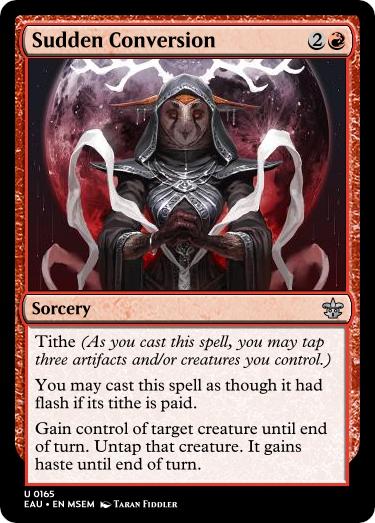 Sudden Conversion 2
Sorcery
Tithe (As you cast this spell, you may tap
three artifacts and/or creatures you control.)
You may cast this spell as though it had
flash if its tithe is paid.
Gain control of target creature until end
of turn. Untap that creature. It gains
haste until end of turn.
U 0165
EAU • EN MSEM Taran Fiddler